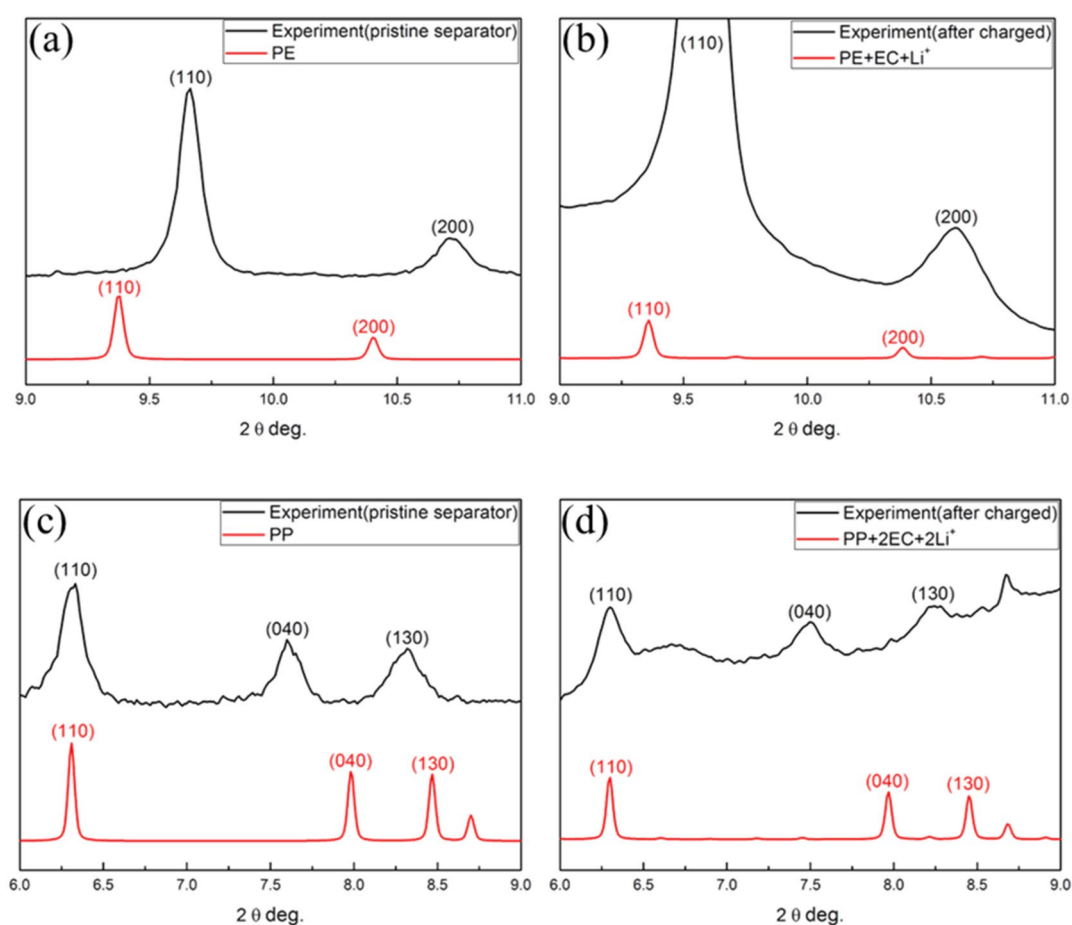 (a)
Experiment(pristine separator)
PE
(110)
(200)
(110)
(200)
9.0 9.5 10.0 10.5 11.0
2 θ deg.
(b)
Experiment(after charged)
PE+EC+Li⁺
(110)
(200)
(110)
(200)
9.0 9.5 10.0 10.5 11.0
2 θ deg.
(c)
Experiment(pristine separator)
PP
(110)
(040)
(130)
(110)
(040)
(130)
6.0 6.5 7.0 7.5 8.0 8.5 9.0
2 θ deg.
(d)
Experiment(after charged)
PP+2EC+2Li⁺
(110)
(040)
(130)
(110)
(040)
(130)
6.0 6.5 7.0 7.5 8.0 8.5 9.0
2 θ deg.